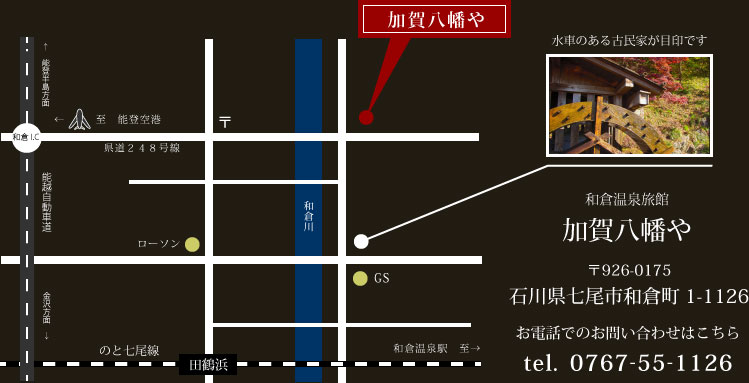 加賀八幡や
水車のある古民家が目印です
↑ 能登半島方面
← 至 能登空港
〒
和倉I.C
県道248号線
能越自動車道
和倉川
ローソン
GS
金沢方面 ↓
のと七尾線
田鶴浜
和倉温泉駅 至→
和倉温泉旅館
加賀八幡や
〒926-0175
石川県七尾市和倉町 1-1126
お電話でのお問い合わせはこちら
tel. 0767-55-1126